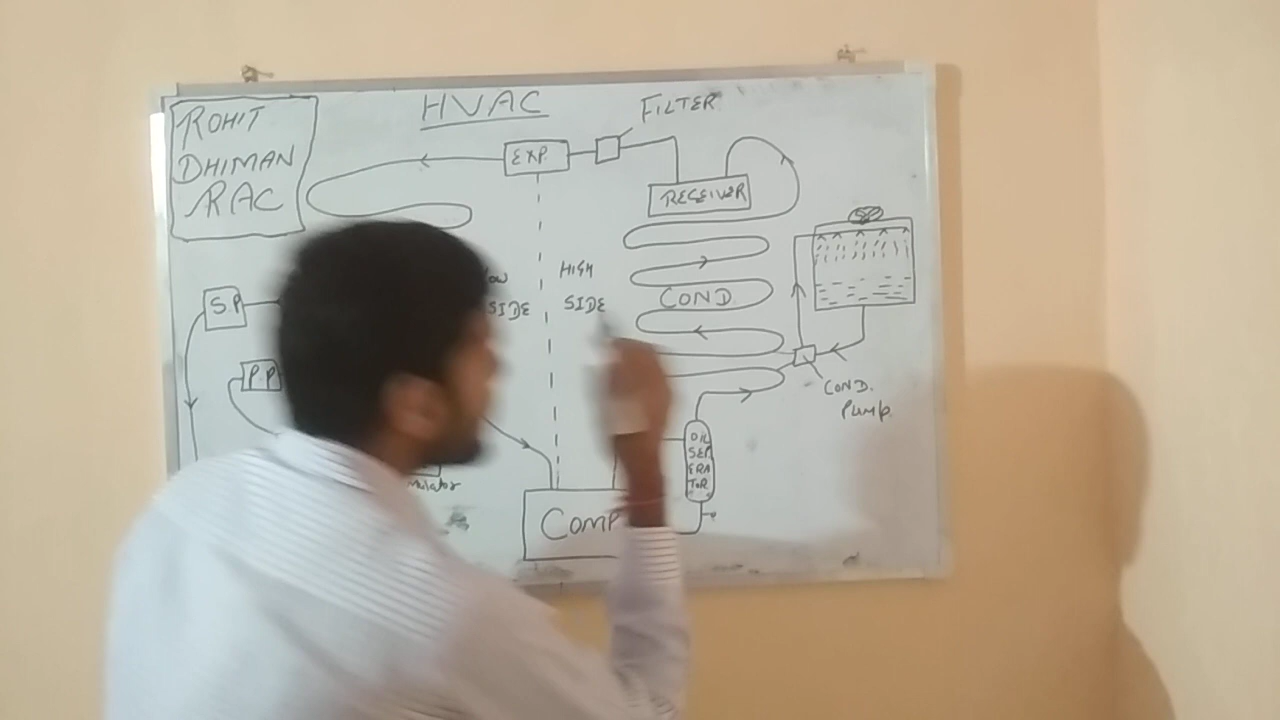 ROHIT
DHIMAN
RAC
HVAC
FILTER
EXP.
RECEIVER
HIGH
SIDE
SIDE
S.P
P.P
COND.
COND.
PUMP.
OIL
SEP
ERA
TOR
COMP